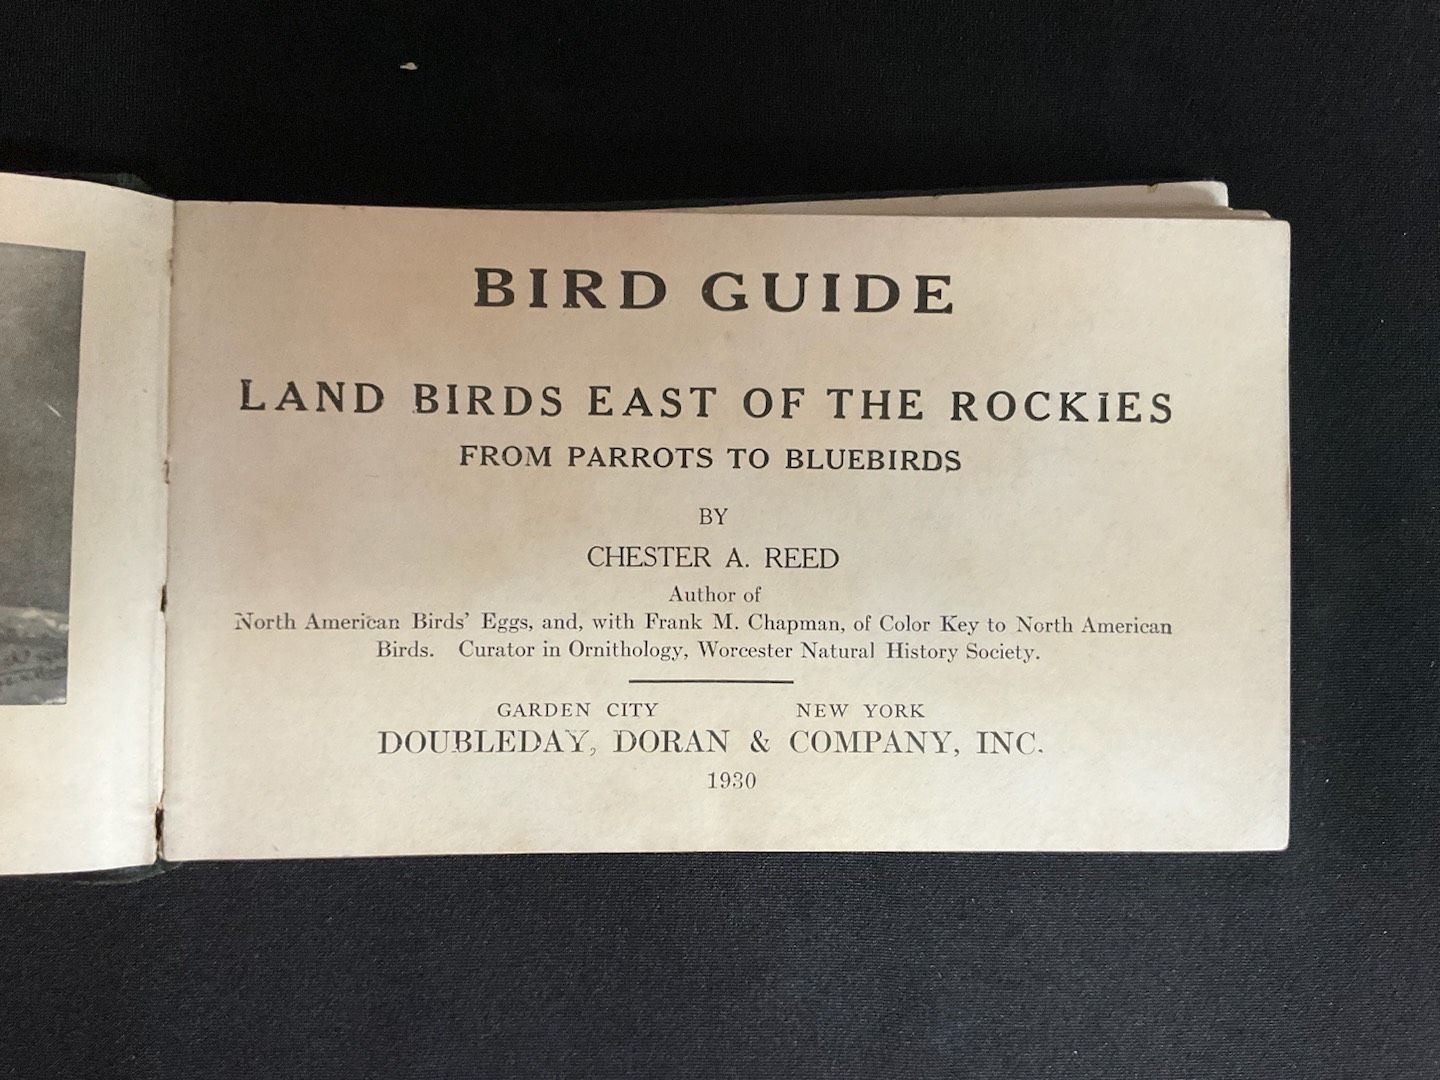 BIRD GUIDE
LAND BIRDS EAST OF THE ROCKIES
FROM PARROTS TO BLUEBIRDS
BY
CHESTER A. REED
Author of
North American Birds' Eggs, and, with Frank M. Chapman, of Color Key to North American
Birds. Curator in Ornithology, Worcester Natural History Society.
GARDEN CITY NEW YORK
DOUBLEDAY, DORAN & COMPANY, INC.
1930